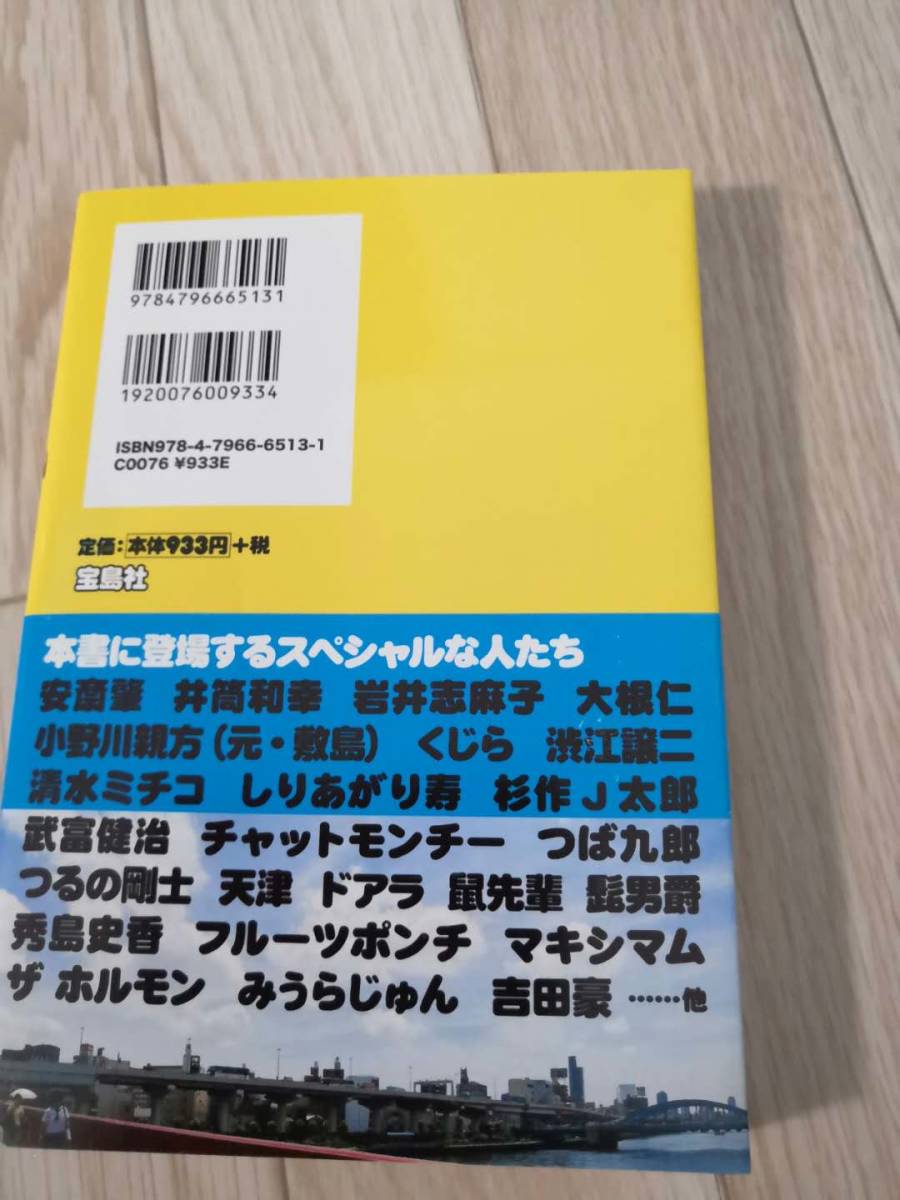 9784796665131
1920076009334
ISBN978-4-7966-6513-1
C0076 ¥933E
定価:本体933円+税
宝島社
本書に登場するスペシャルな人たち
安齋肇 井筒和幸 岩井志麻子 大根仁
小野川親方(元・敷島) くじら 渋江譲二
清水ミチコ しりあがり寿 杉作J太郎
武富健治 チャットモンチー つば九郎
つるの剛士 天津 ドアラ 鼠先輩 髭男爵
秀島史香 フルーツポンチ マキシマム
ザ ホルモン みうらじゅん 吉田豪 ……他